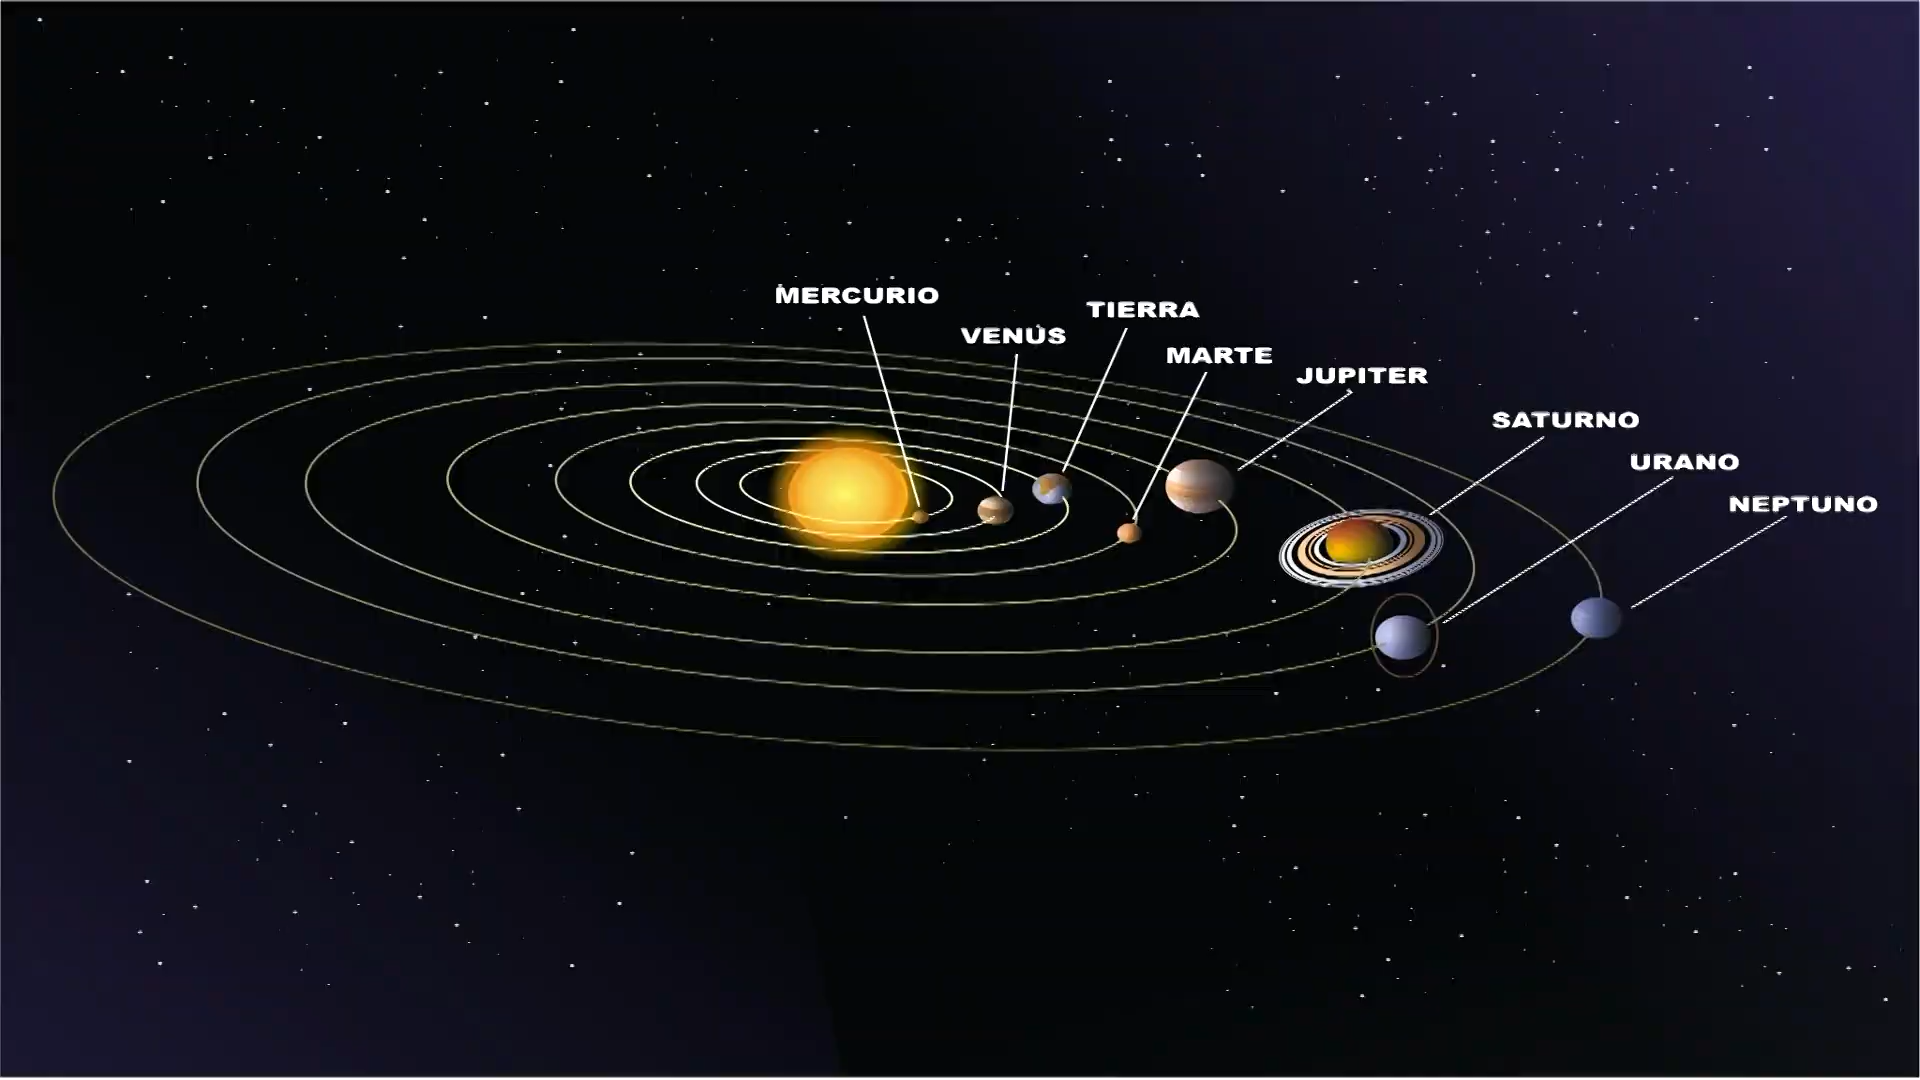 MERCURIO
VENUS
TIERRA
MARTE
JUPITER
SATURNO
URANO
NEPTUNO